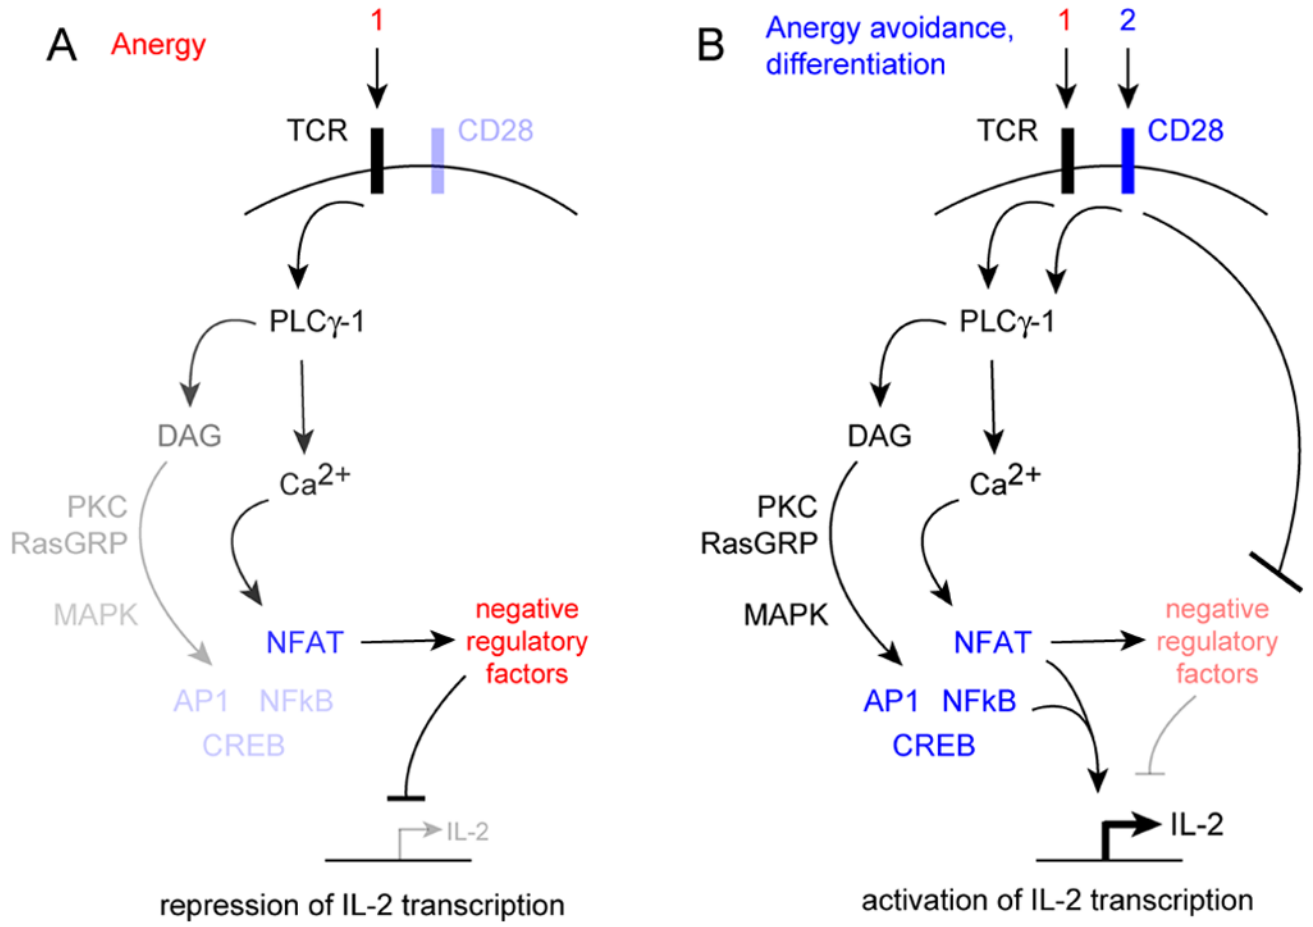 A
Anergy
1
TCR
CD28
PLCγ-1
DAG
Ca2+
PKC
RasGRP
MAPK
NFAT
negative
regulatory
factors
AP1 NFkB
CREB
IL-2
repression of IL-2 transcription
B
Anergy avoidance,
differentiation
1 2
TCR
CD28
PLCγ-1
DAG
Ca2+
PKC
RasGRP
MAPK
NFAT
negative
regulatory
factors
AP1 NFkB
CREB
IL-2
activation of IL-2 transcription